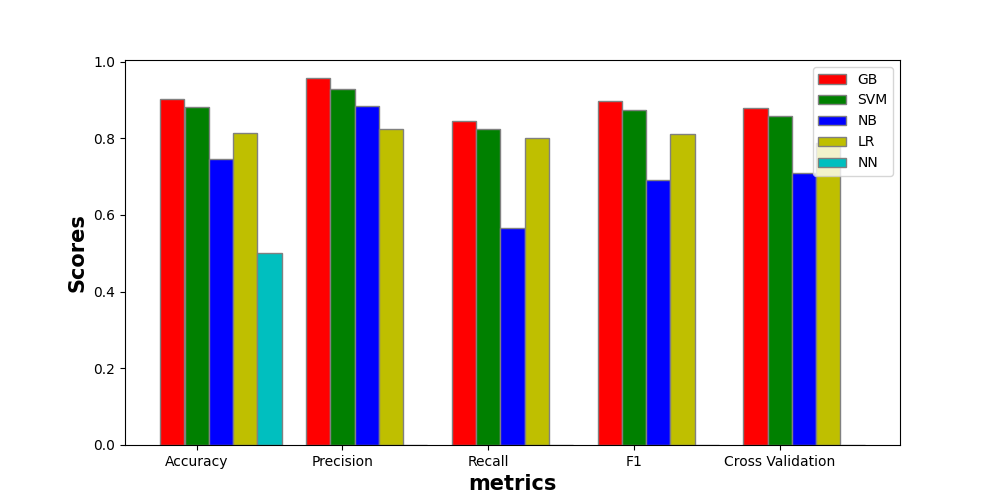 1.0
0.8
0.6
0.4
0.2
0.0
Scores
GB
SVM
NB
LR
NN
Accuracy Precision Recall F1 Cross Validation
metrics